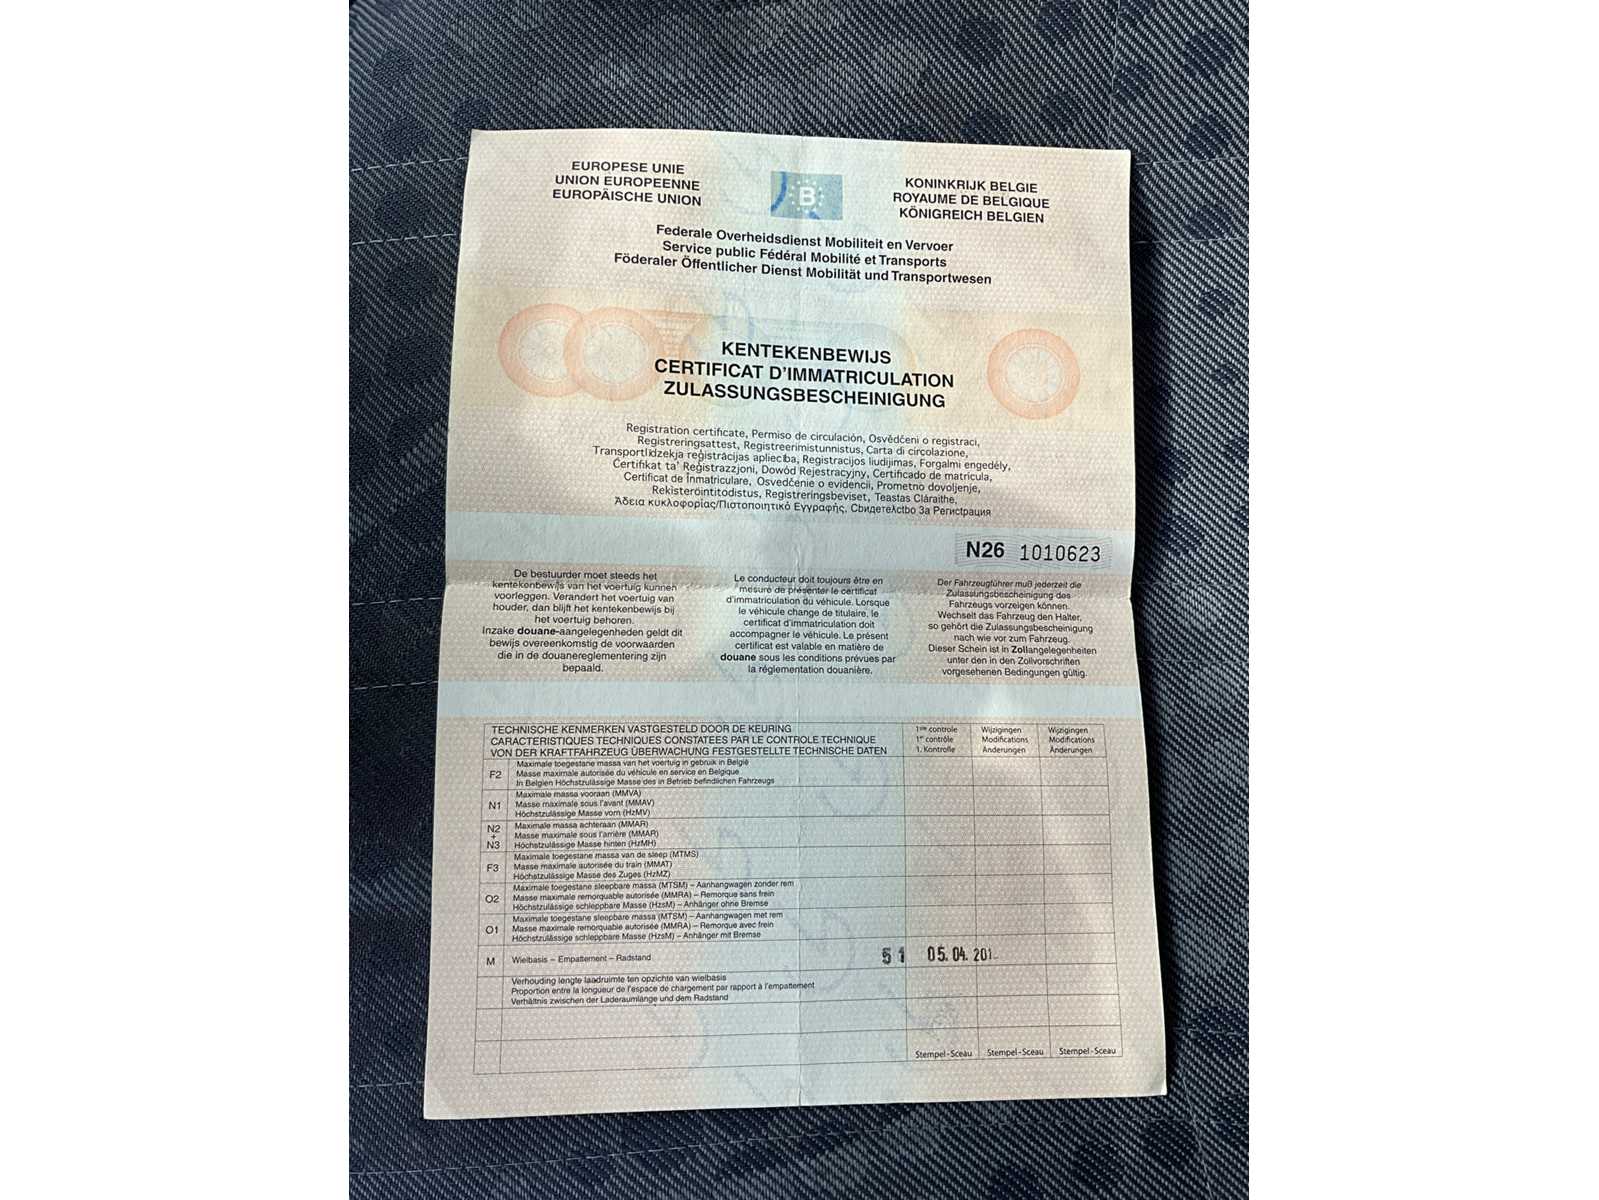 EUROPESE UNIE
UNION EUROPEENNE
EUROPÄISCHE UNION
B
KONINKRIJK BELGIE
ROYAUME DE BELGIQUE
KÖNIGREICH BELGIEN
Federale Overheidsdienst Mobiliteit en Vervoer
Service public Fédéral Mobilité et Transports
Föderaler Öffentlicher Dienst Mobilität und Transportwesen
KENTEKENBEWIJS
CERTIFICAT D'IMMATRICULATION
ZULASSUNGSBESCHEINIGUNG
Registration certificate, Permiso de circulación, Osvědčeni o registraci,
Registreringsattest, Registreerimistunnistus, Carta di circolazione,
Transportlīdzekļa reģistrācijas apliecība, Registracijos liudijimas, Forgalmi engedély,
Ċertifikat ta' Reġistrazzjoni, Dowód Rejestracyjny, Certificado de matricula,
Certificat de Înmatriculare, Osvedčenie o evidencii, Prometno dovoljenje,
Rekisteröintitodistus, Registreringsbeviset, Teastas Cláraithe,
Άδεια κυκλοφορίας/Πιστοποιητικό Εγγραφής, Свидетелство За Регистрация
N26 1010623
De bestuurder moet steeds het
kentekenbewijs van het voertuig kunnen
voorleggen. Verandert het voertuig van
houder, dan blijft het kentekenbewijs bij
het voertuig behoren.
Inzake douane-aangelegenheden geldt dit
bewijs overeenkomstig de voorwaarden
die in de douanereglementering zijn
bepaald.
Le conducteur doit toujours être en
mesure de présenter le certificat
d'immatriculation du véhicule. Lorsque
le véhicule change de titulaire, le
certificat d'immatriculation doit
accompagner le véhicule. Le présent
certificat est valable en matière de
douane sous les conditions prévues par
la réglementation douanière.
Der Fahrzeugführer muß jederzeit die
Zulassungsbescheinigung des
Fahrzeugs vorzeigen können.
Wechselt das Fahrzeug den Halter,
so gehört die Zulassungsbescheinigung
nach wie vor zum Fahrzeug.
Dieser Schein ist in Zollangelegenheiten
unter den in den Zollvorschriften
vorgesehenen Bedingungen gültig.
TECHNISCHE KENMERKEN VASTGESTELD DOOR DE KEURING
CARACTERISTIQUES TECHNIQUES CONSTATEES PAR LE CONTROLE TECHNIQUE
VON DER KRAFTFAHRZEUG ÜBERWACHUNG FESTGESTELLTE TECHNISCHE DATEN
1ste controle
1er contrôle
1. Kontrolle
Wijzigingen
Modifications
Änderungen
Wijzigingen
Modifications
Änderungen
F2
Maximale toegestane massa van het voertuig in gebruik in België
Masse maximale autorisée du véhicule en service en Belgique
In Belgien Höchstzulässige Masse des in Betrieb befindlichen Fahrzeugs
N1
Maximale massa vooraan (MMVA)
Masse maximale sous l'avant (MMAV)
Höchstzulässige Masse vorn (HzMV)
N2
+
N3
Maximale massa achteraan (MMAR)
Masse maximale sous l'arrière (MMAR)
Höchstzulässige Masse hinten (HzMH)
F3
Maximale toegestane massa van de sleep (MTMS)
Masse maximale autorisée du train (MMAT)
Höchstzulässige Masse des Zuges (HzMZ)
O2
Maximale toegestane sleepbare massa (MTSM) – Aanhangwagen zonder rem
Masse maximale remorquable autorisée (MMRA) – Remorque sans frein
Höchstzulässige schleppbare Masse (HzsM) – Anhänger ohne Bremse
O1
Maximale toegestane sleepbare massa (MTSM) – Aanhangwagen met rem
Masse maximale remorquable autorisée (MMRA) – Remorque avec frein
Höchstzulässige schleppbare Masse (HzsM) – Anhänger mit Bremse
M
Wielbasis – Empattement – Radstand
51 05.04.201
Verhouding lengte laadruimte ten opzichte van wielbasis
Proportion entre la longueur de l'espace de chargement par rapport à l'empattement
Verhältnis zwischen der Laderaumlänge und dem Radstand
Stempel-Sceau
Stempel-Sceau
Stempel-Sceau